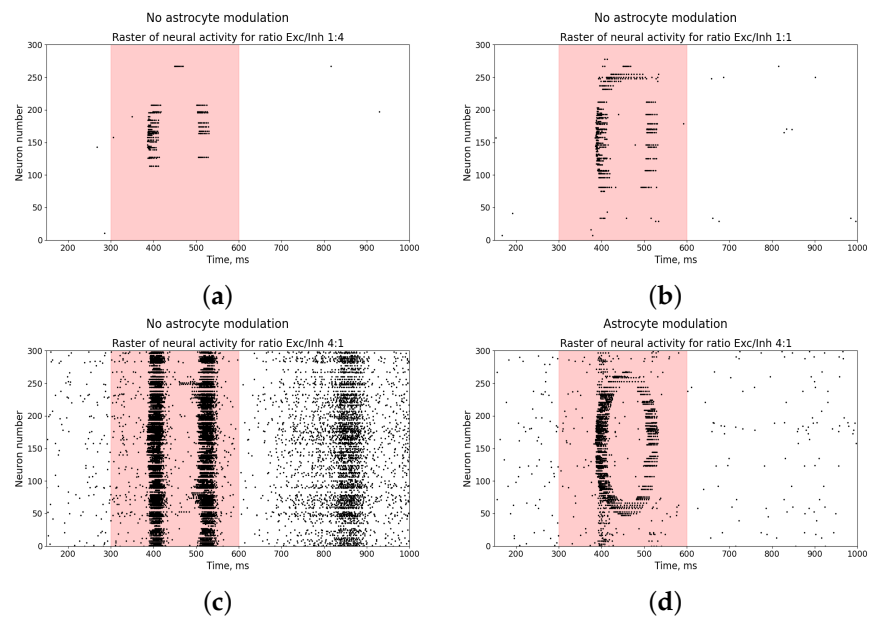 No astrocyte modulation
Raster of neural activity for ratio Exc/Inh 1:4
300
250
200
150
100
50
0
Neuron number
200 300 400 500 600 700 800 900 1000
Time, ms
(a)
No astrocyte modulation
Raster of neural activity for ratio Exc/Inh 1:1
300
250
200
150
100
50
0
Neuron number
200 300 400 500 600 700 800 900 1000
Time, ms
(b)
No astrocyte modulation
Raster of neural activity for ratio Exc/Inh 4:1
300
250
200
150
100
50
0
Neuron number
200 300 400 500 600 700 800 900 1000
Time, ms
(c)
Astrocyte modulation
Raster of neural activity for ratio Exc/Inh 4:1
300
250
200
150
100
50
0
Neuron number
200 300 400 500 600 700 800 900 1000
Time, ms
(d)